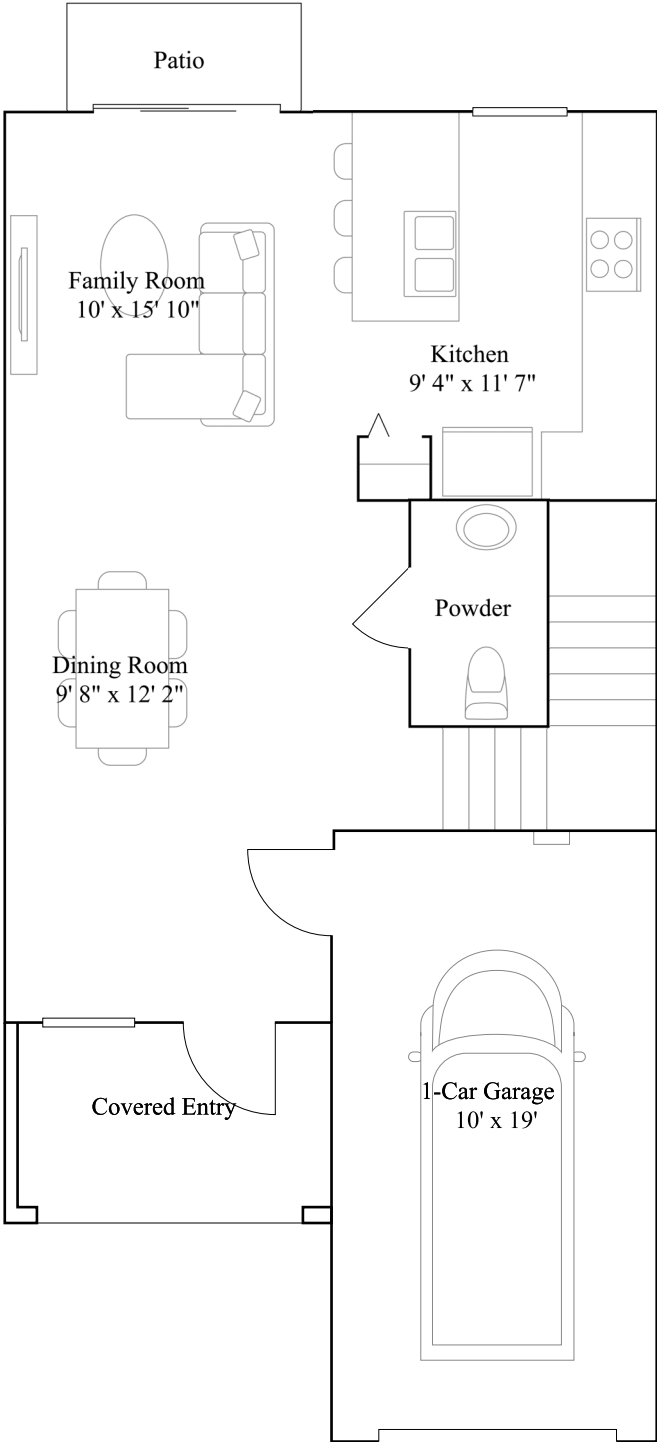 Patio
Family Room
10' x 15' 10"
Kitchen
9' 4" x 11' 7"
Powder
Dining Room
9' 8" x 12' 2"
1-Car Garage
10' x 19'
Covered Entry